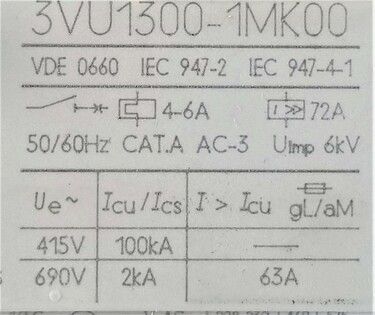 3VU1300-1MK00
VDE 0660 IEC 947-2 IEC 947-4-1
4-6A I >> 72A
50/60Hz CAT.A AC-3 Uimp 6kV
Ue~ Icu/Ics I > Icu gL/aM
415V 100kA —
690V 2kA 63A